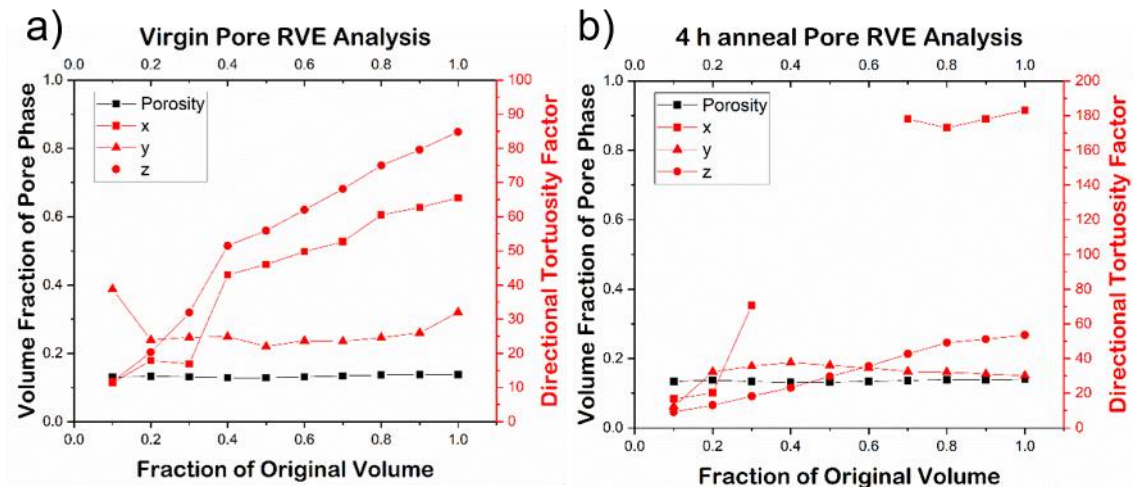 a)
Virgin Pore RVE Analysis
0.0 0.2 0.4 0.6 0.8 1.0
Volume Fraction of Pore Phase
1.0
0.8
0.6
0.4
0.2
0.0
Porosity
x
y
z
100
90
80
70
60
50
40
30
20
10
0
Directional Tortuosity Factor
0.0 0.2 0.4 0.6 0.8 1.0
Fraction of Original Volume
b)
4 h anneal Pore RVE Analysis
0.0 0.2 0.4 0.6 0.8 1.0
Volume Fraction of Pore Phase
1.0
0.8
0.6
0.4
0.2
0.0
Porosity
x
y
z
200
180
160
140
120
100
80
60
40
20
0
Directional Tortuosity Factor
0.0 0.2 0.4 0.6 0.8 1.0
Fraction of Original Volume